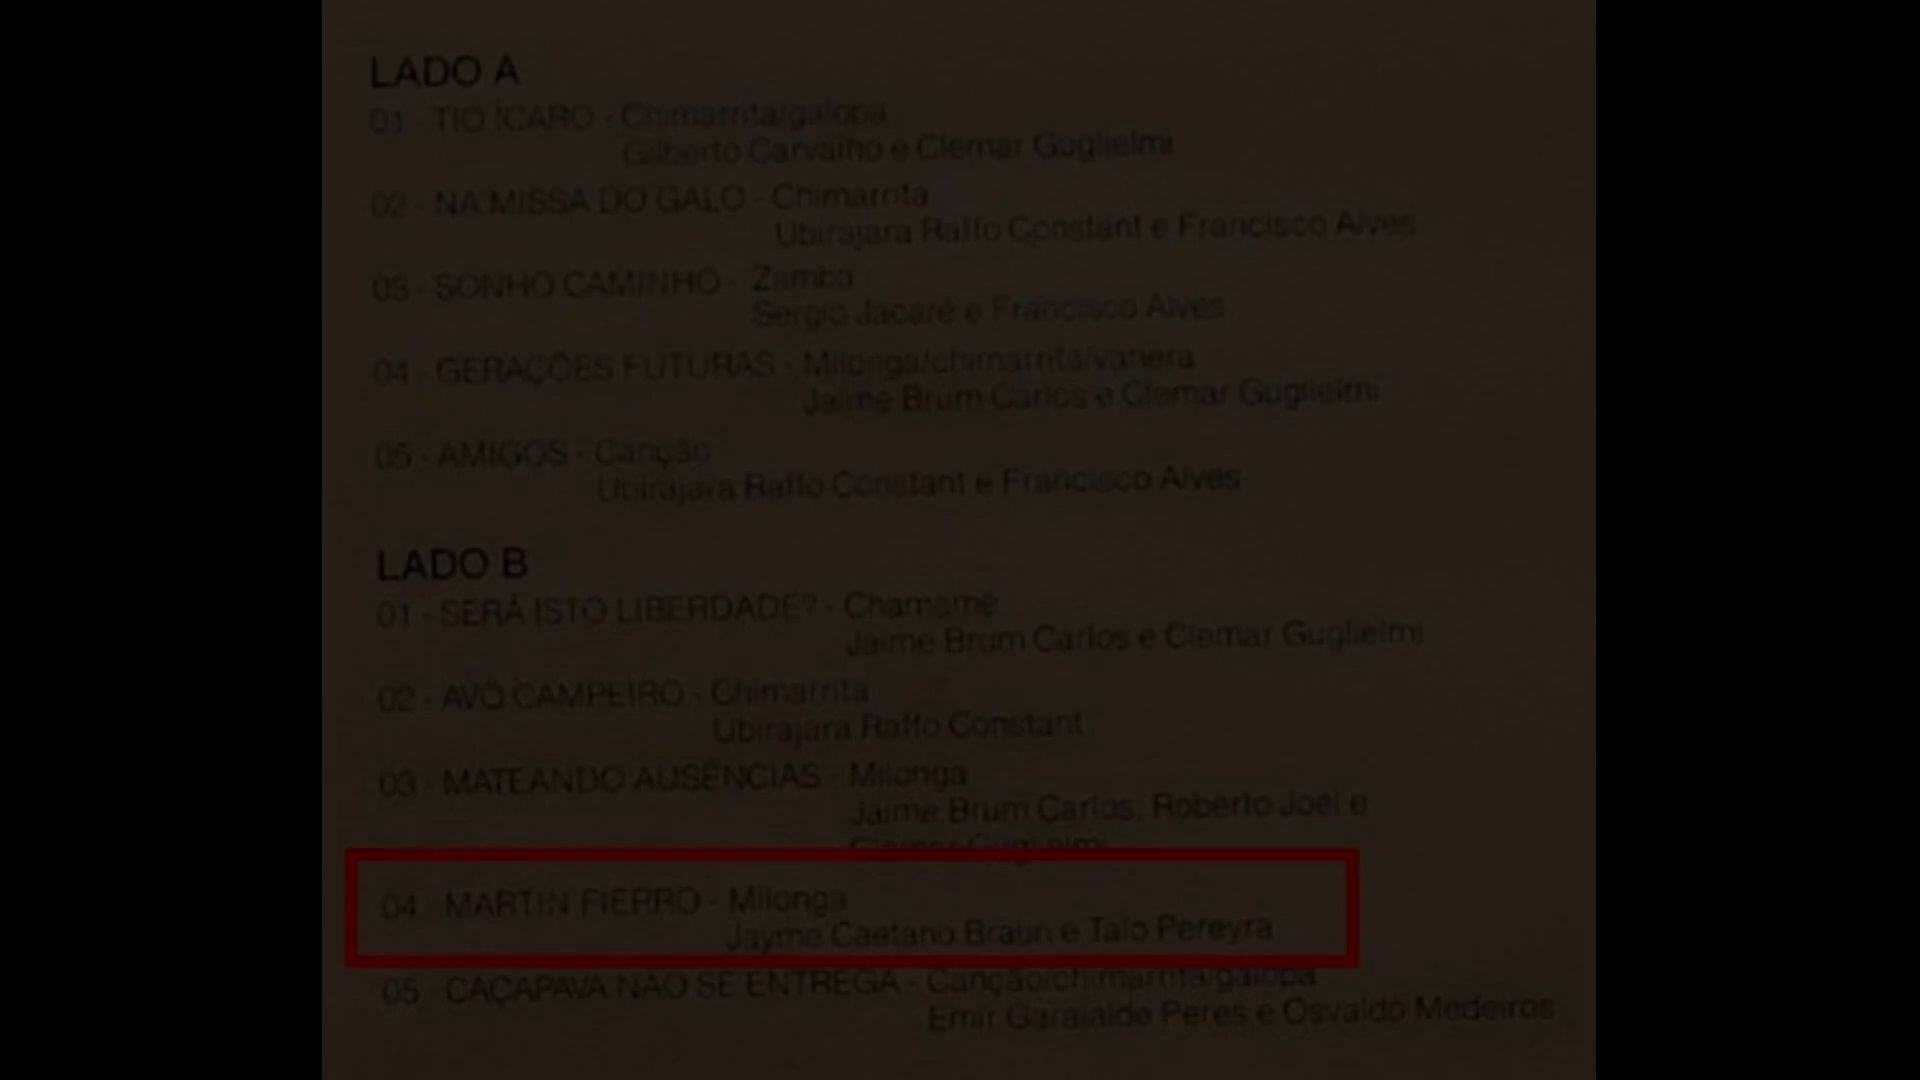 LADO A
01 - TIO ÍCARO - Chimarrita/galopa
Gilberto Carvalho e Clemar Guglielmi
02 - NA MISSA DO GALO - Chimarrita
Ubirajara Raffo Constant e Francisco Alves
03 - SONHO CAMINHO - Zamba
Sergio Jacaré e Francisco Alves
04 - GERAÇÕES FUTURAS - Milonga/chimarrita/vanera
Jaime Brum Carlos e Clemar Guglielmi
05 - AMIGOS - Canção
Ubirajara Raffo Constant e Francisco Alves
LADO B
01 - SERÁ ISTO LIBERDADE? - Chamamé
Jaime Brum Carlos e Clemar Guglielmi
02 - AVÔ CAMPEIRO - Chimarrita
Ubirajara Raffo Constant
03 - MATEANDO AUSÊNCIAS - Milonga
Jaime Brum Carlos, Roberto Joel e
Clemar Guglielmi
04 - MARTIN FIERRO - Milonga
Jayme Caetano Braun e Talo Pereyra
05 - CAÇAPAVA NÃO SE ENTREGA - Canção/chimarrita/galopa
Emir Garaialde Peres e Osvaldo Medeiros